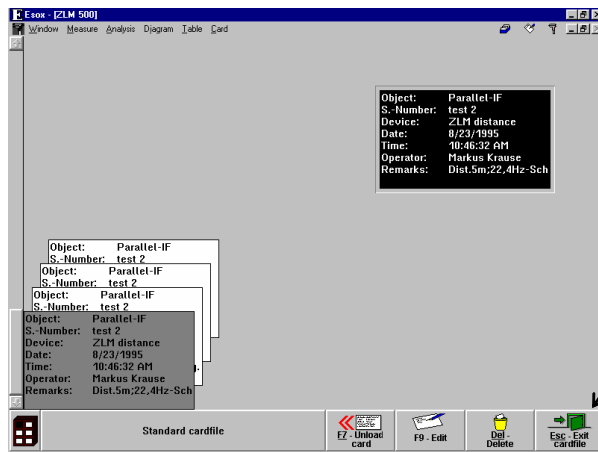 Esox - [ZLM 500]
Window Measure Analysis Djagram Table Card
Object: Parallel-IF
S.-Number: test 2
Device: ZLM distance
Date: 8/23/1995
Time: 10:46:32 AM
Operator: Markus Krause
Remarks: Dist.5m;22,4Hz-Sch
Object: Parallel-IF
S.-Number: test 2
Object: Parallel-IF
S.-Number: test 2
Object: Parallel-IF
S.-Number: test 2
Object: Parallel-IF
S.-Number: test 2
Device: ZLM distance
Date: 8/23/1995
Time: 10:46:32 AM
Operator: Markus Krause
Remarks: Dist.5m;22,4Hz-Sch
Standard cardfile
F7 - Unload
card
F9 - Edit
Del -
Delete
Esc - Exit
cardfile